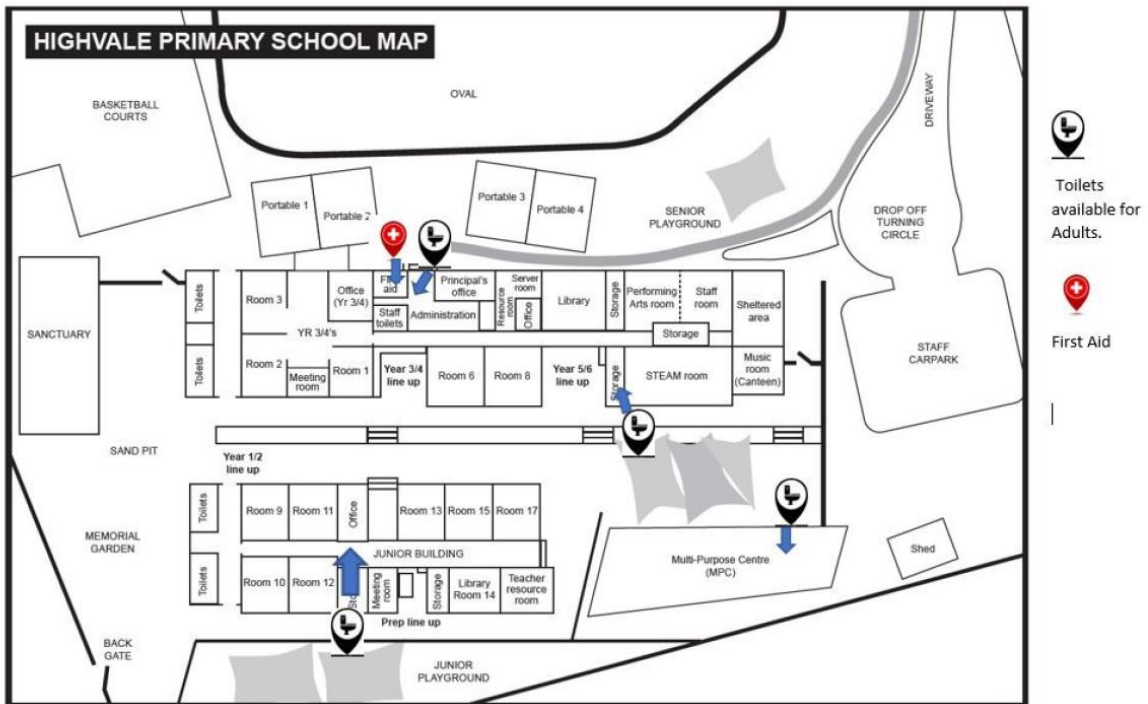 HIGHVALE PRIMARY SCHOOL MAP
BASKETBALL
COURTS
OVAL
DRIVEWAY
Portable 1
Portable 2
Portable 3
Portable 4
SENIOR
PLAYGROUND
DROP OFF
TURNING
CIRCLE
Toilets
available for
Adults.
First Aid
SANCTUARY
Toilets
Room 3
Office
(Yr 3/4)
aid
Principal's
office
Resource
room
Server
room
Office
Library
Storage
Performing
Arts room
Staff
room
Sheltered
area
Staff
toilets
Administration
YR 3/4's
Storage
STAFF
CARPARK
Toilets
Room 2
Meeting
room
Room 1
Year 3/4
line up
Room 6
Room 8
Year 5/6
line up
Storage
STEAM room
Music
room
(Canteen)
SAND PIT
Year 1/2
line up
Toilets
Room 9
Room 11
Office
Room 13
Room 15
Room 17
MEMORIAL
GARDEN
JUNIOR BUILDING
Multi-Purpose Centre
(MPC)
Shed
Toilets
Room 10
Room 12
Meeting
room
Storage
Library
Room 14
Teacher
resource
room
Prep line up
BACK
GATE
JUNIOR
PLAYGROUND